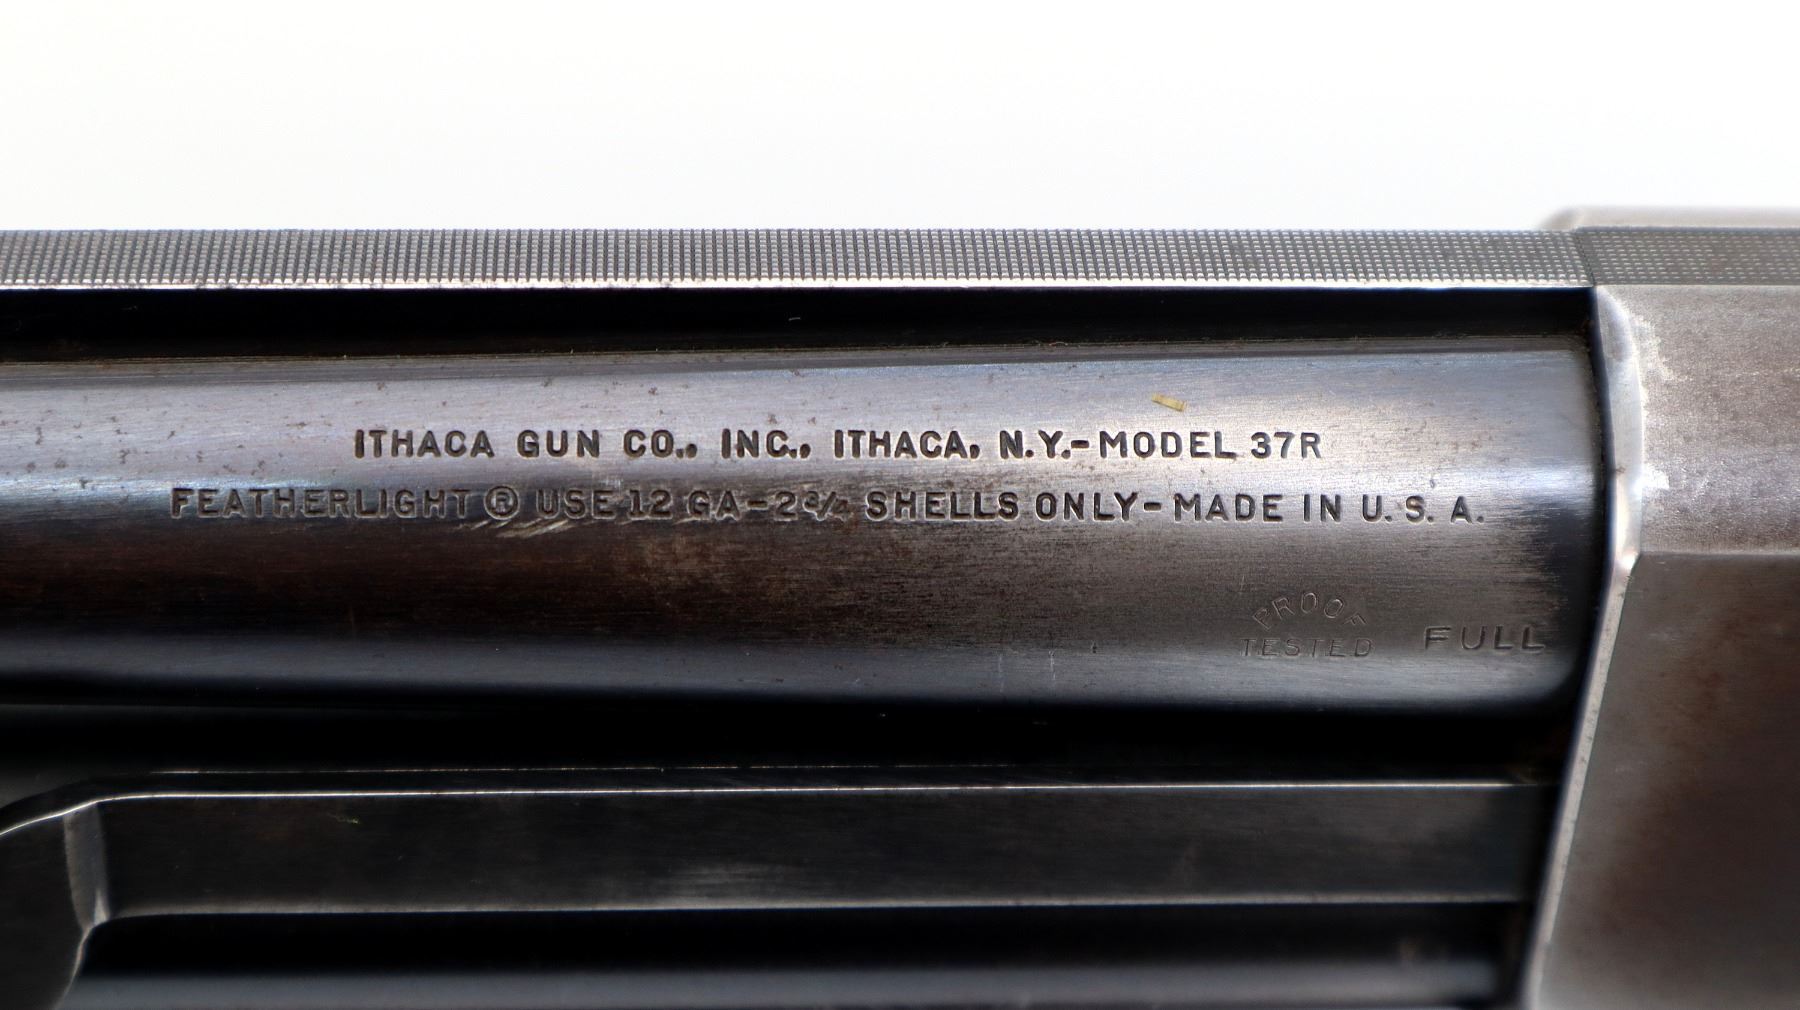 ITHACA GUN CO., INC., ITHACA, N.Y.-MODEL 37R
FEATHERLIGHT ® USE 12 GA-2¾ SHELLS ONLY-MADE IN U.S.A.
PROOF
TESTED FULL